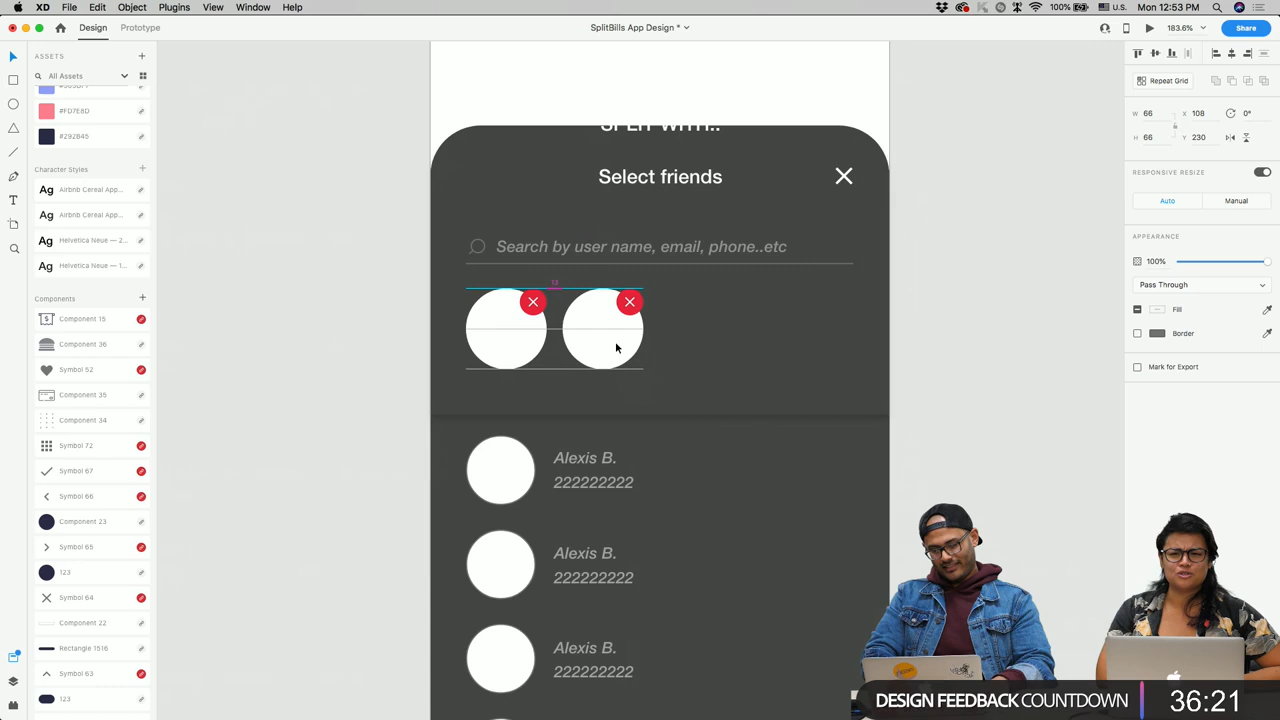 XD File Edit Object Plugins View Window Help
100% U.S. Mon 12:53 PM
Design Prototype
SplitBills App Design *
183.6%
Share
ASSETS
All Assets
#FD7E8D
#292B45
Character Styles
Ag Airbnb Cereal App...
Ag Airbnb Cereal App...
Ag Helvetica Neue — 2...
Ag Helvetica Neue — 1...
Components
Component 15
Component 36
Symbol 52
Component 35
Component 34
Symbol 72
Symbol 67
Symbol 66
Component 23
Symbol 65
123
Symbol 64
Component 22
Rectangle 1516
Symbol 63
123
SPLIT WITH..
Select friends
Search by user name, email, phone..etc
13
Alexis B.
222222222
Alexis B.
222222222
Alexis B.
222222222
Repeat Grid
W 66 X 108 0°
H 66 Y 230
RESPONSIVE RESIZE
Auto Manual
APPEARANCE
100%
Pass Through
Fill
Border
Mark for Export
DESIGN FEEDBACK COUNTDOWN 36:21